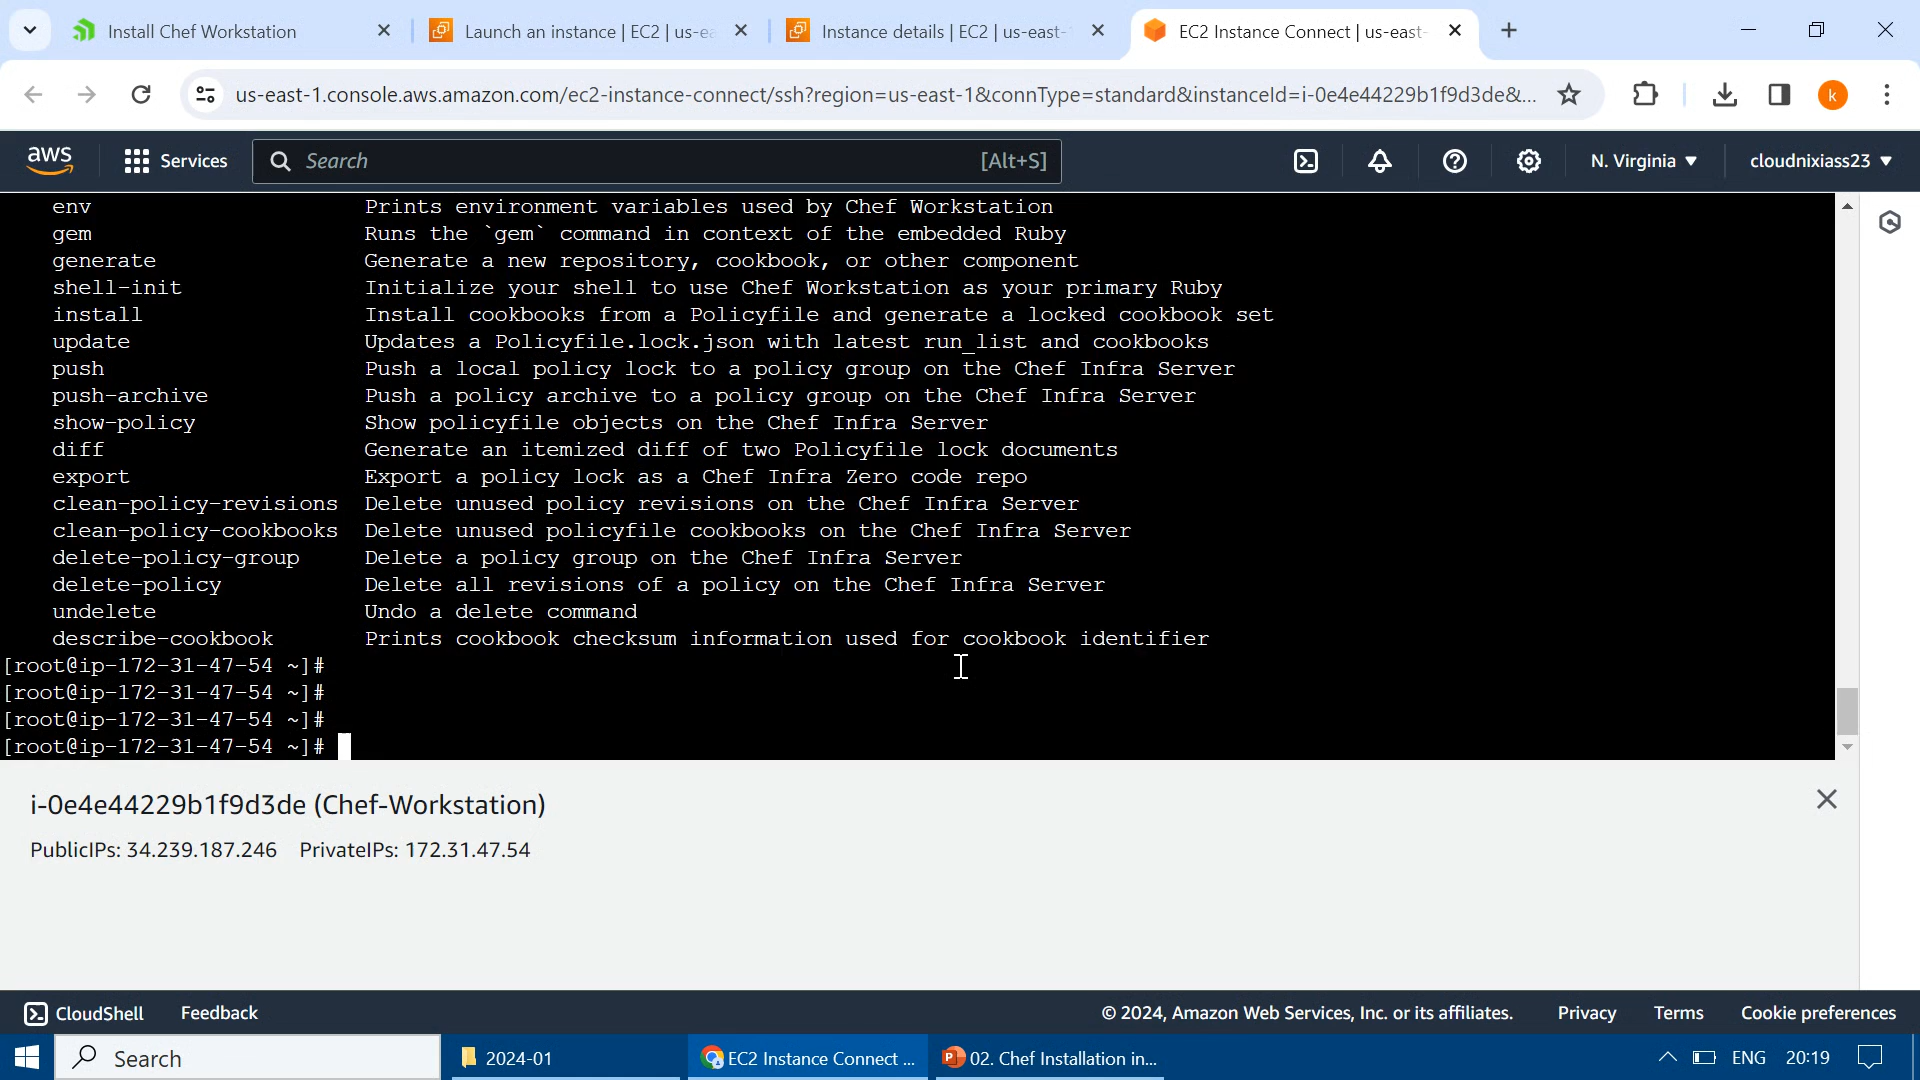 Install Chef Workstation
Launch an instance | EC2 | us-ea
Instance details | EC2 | us-east-
EC2 Instance Connect | us-east-
us-east-1.console.aws.amazon.com/ec2-instance-connect/ssh?region=us-east-1&connType=standard&instanceId=i-0e4e44229b1f9d3de&...
k
aws
Services
Search
[Alt+S]
N. Virginia
cloudnixiass23
env Prints environment variables used by Chef Workstation
gem Runs the `gem` command in context of the embedded Ruby
generate Generate a new repository, cookbook, or other component
shell-init Initialize your shell to use Chef Workstation as your primary Ruby
install Install cookbooks from a Policyfile and generate a locked cookbook set
update Updates a Policyfile.lock.json with latest run_list and cookbooks
push Push a local policy lock to a policy group on the Chef Infra Server
push-archive Push a policy archive to a policy group on the Chef Infra Server
show-policy Show policyfile objects on the Chef Infra Server
diff Generate an itemized diff of two Policyfile lock documents
export Export a policy lock as a Chef Infra Zero code repo
clean-policy-revisions Delete unused policy revisions on the Chef Infra Server
clean-policy-cookbooks Delete unused policyfile cookbooks on the Chef Infra Server
delete-policy-group Delete a policy group on the Chef Infra Server
delete-policy Delete all revisions of a policy on the Chef Infra Server
undelete Undo a delete command
describe-cookbook Prints cookbook checksum information used for cookbook identifier
[root@ip-172-31-47-54 ~]#
[root@ip-172-31-47-54 ~]#
[root@ip-172-31-47-54 ~]#
[root@ip-172-31-47-54 ~]#
i-0e4e44229b1f9d3de (Chef-Workstation)
PublicIPs: 34.239.187.246 PrivateIPs: 172.31.47.54
CloudShell
Feedback
© 2024, Amazon Web Services, Inc. or its affiliates.
Privacy
Terms
Cookie preferences
Search
2024-01
EC2 Instance Connect ...
02. Chef Installation in...
ENG
20:19